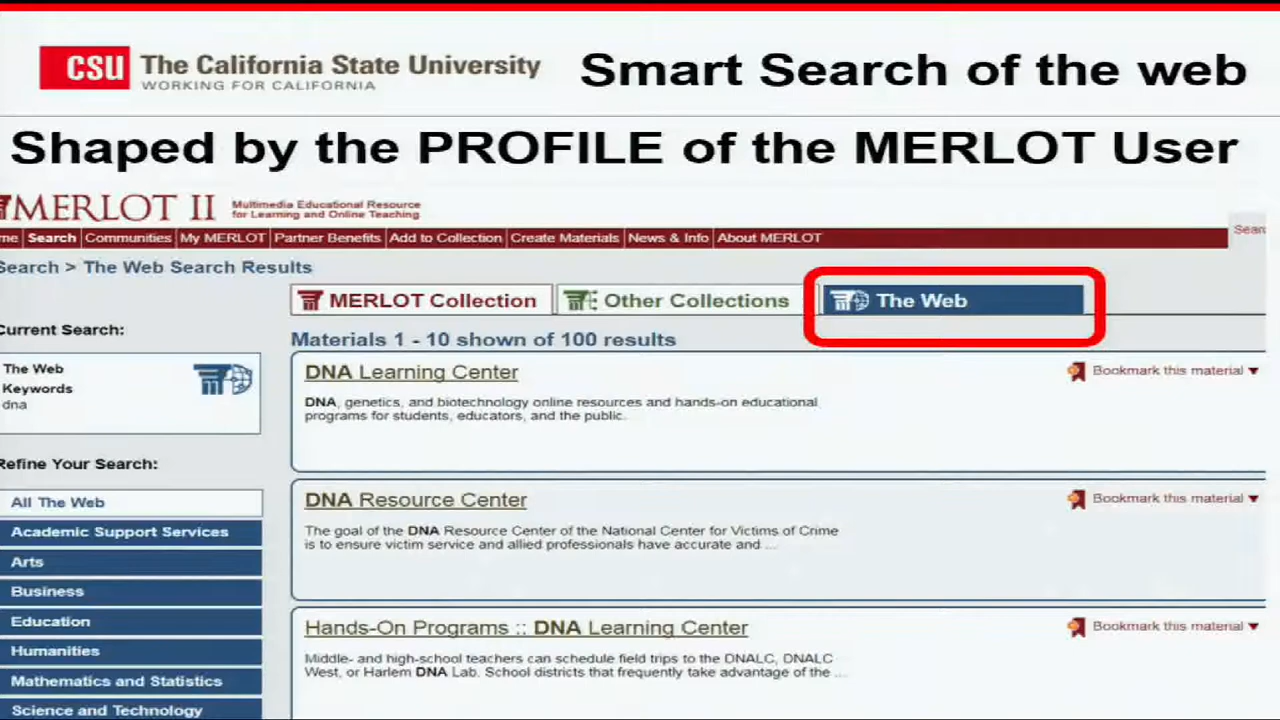 CSU The California State University
WORKING FOR CALIFORNIA
Smart Search of the web
Shaped by the PROFILE of the MERLOT User
MERLOT II
Multimedia Educational Resource
for Learning and Online Teaching
me Search Communities My MERLOT Partner Benefits Add to Collection Create Materials News & Info About MERLOT
Sear
Search > The Web Search Results
MERLOT Collection Other Collections The Web
Current Search:
Materials 1 - 10 shown of 100 results
The Web
Keywords
dna
DNA Learning Center
Bookmark this material
DNA, genetics, and biotechnology online resources and hands-on educational
programs for students, educators, and the public.
Refine Your Search:
All The Web
Academic Support Services
Arts
Business
Education
Humanities
Mathematics and Statistics
Science and Technology
DNA Resource Center
Bookmark this material
The goal of the DNA Resource Center of the National Center for Victims of Crime
is to ensure victim service and allied professionals have accurate and ...
Hands-On Programs :: DNA Learning Center
Bookmark this material
Middle- and high-school teachers can schedule field trips to the DNALC, DNALC
West, or Harlem DNA Lab. School districts that frequently take advantage of the ...